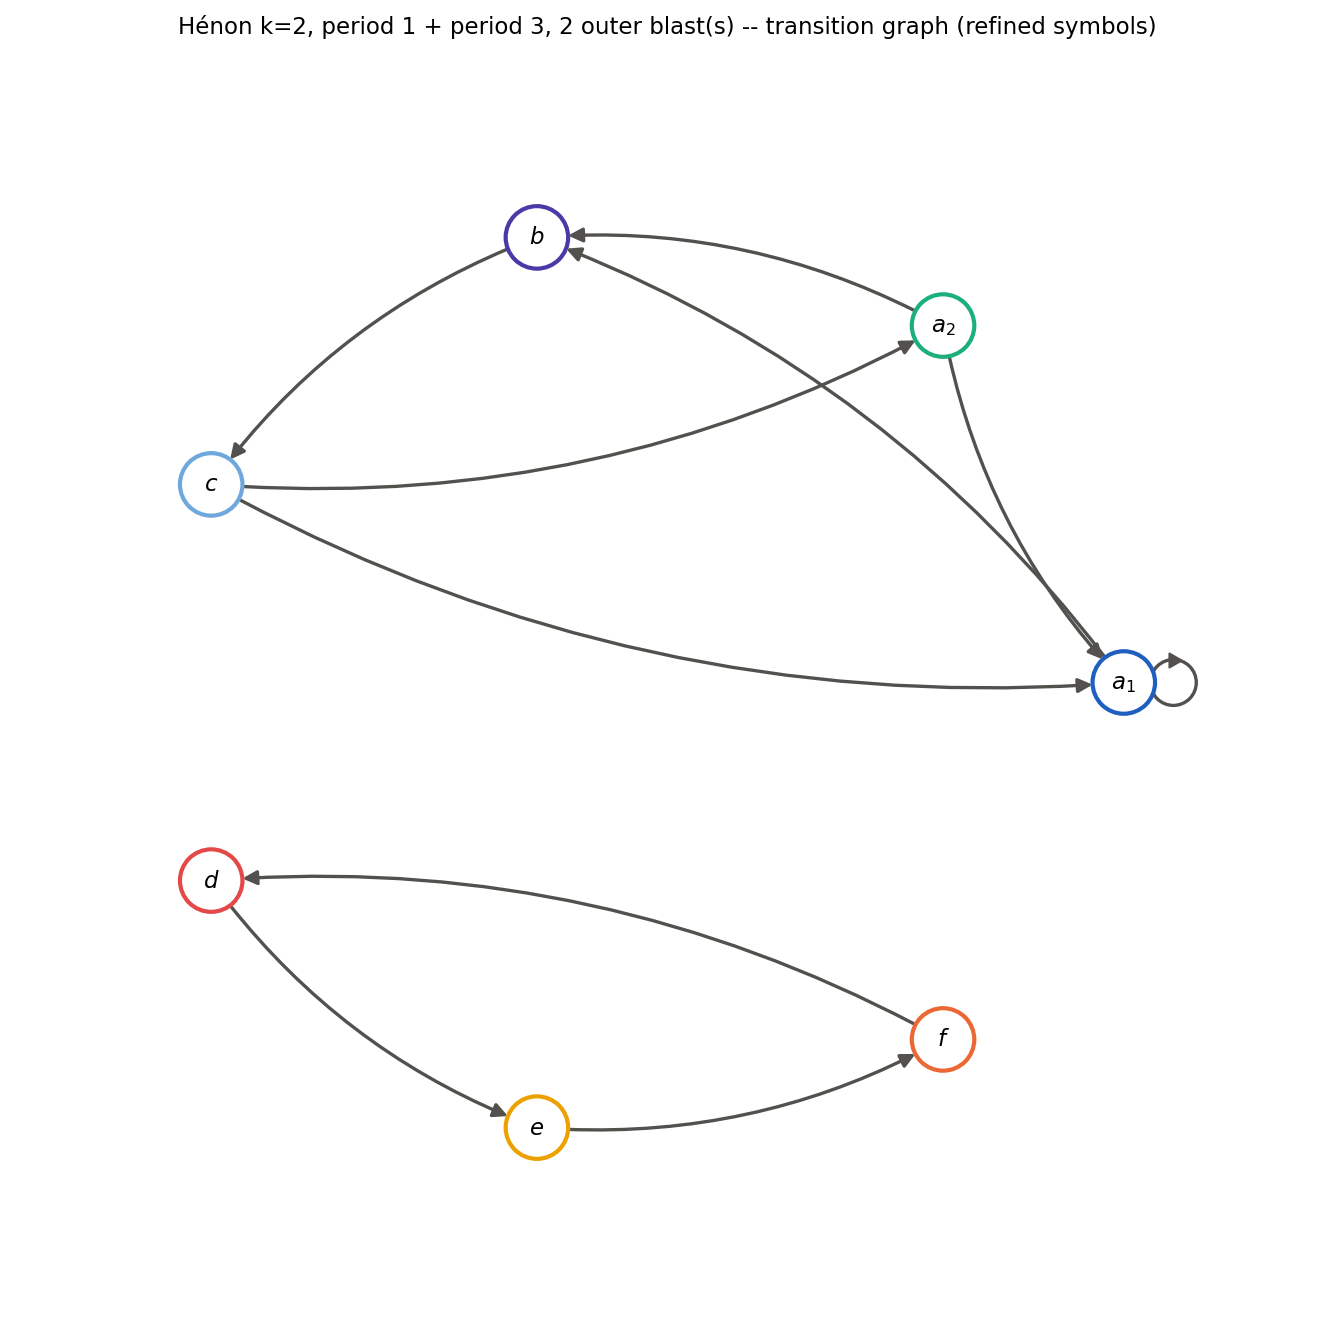 Hénon k=2, period 1 + period 3, 2 outer blast(s) -- transition graph (refined symbols)
b
a₂
c
a₁
d
f
e